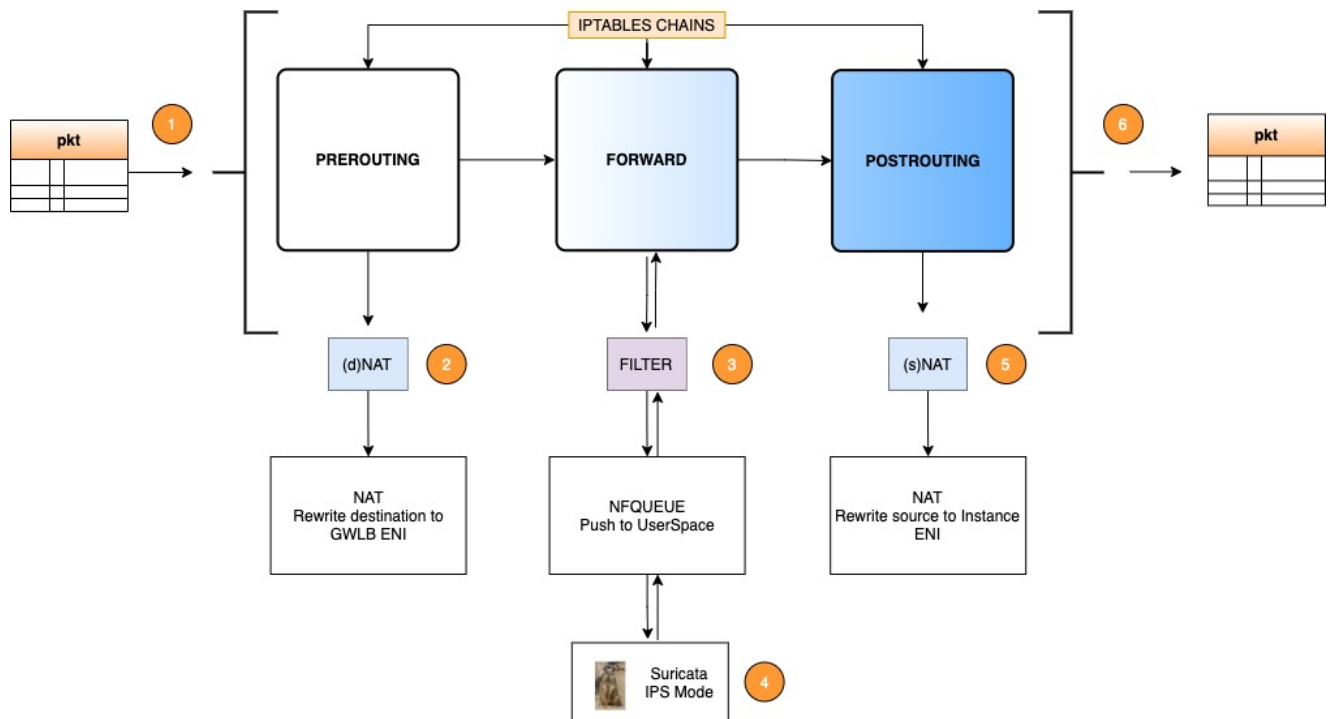 IPTABLES CHAINS
1
6
pkt
pkt
PREROUTING
FORWARD
POSTROUTING
(d)NAT
2
FILTER
3
(s)NAT
5
NAT
Rewrite destination to
GWLB ENI
NFQUEUE
Push to UserSpace
NAT
Rewrite source to Instance
ENI
Suricata
IPS Mode
4